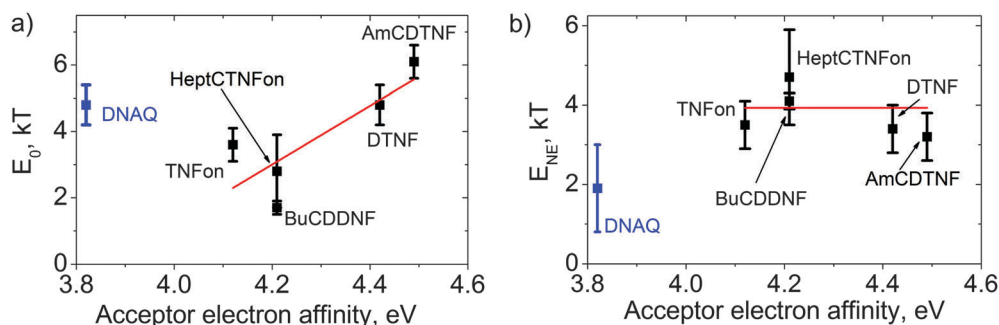 a)
E0, kT
6
4
2
0
3.8 4.0 4.2 4.4 4.6
Acceptor electron affinity, eV
AmCDTNF
HeptCTNFon
DNAQ
DTNF
TNFon
BuCDDNF
b)
ENE, kT
6
4
2
0
3.8 4.0 4.2 4.4 4.6
Acceptor electron affinity, eV
HeptCTNFon
DTNF
TNFon
BuCDDNF
AmCDTNF
DNAQ